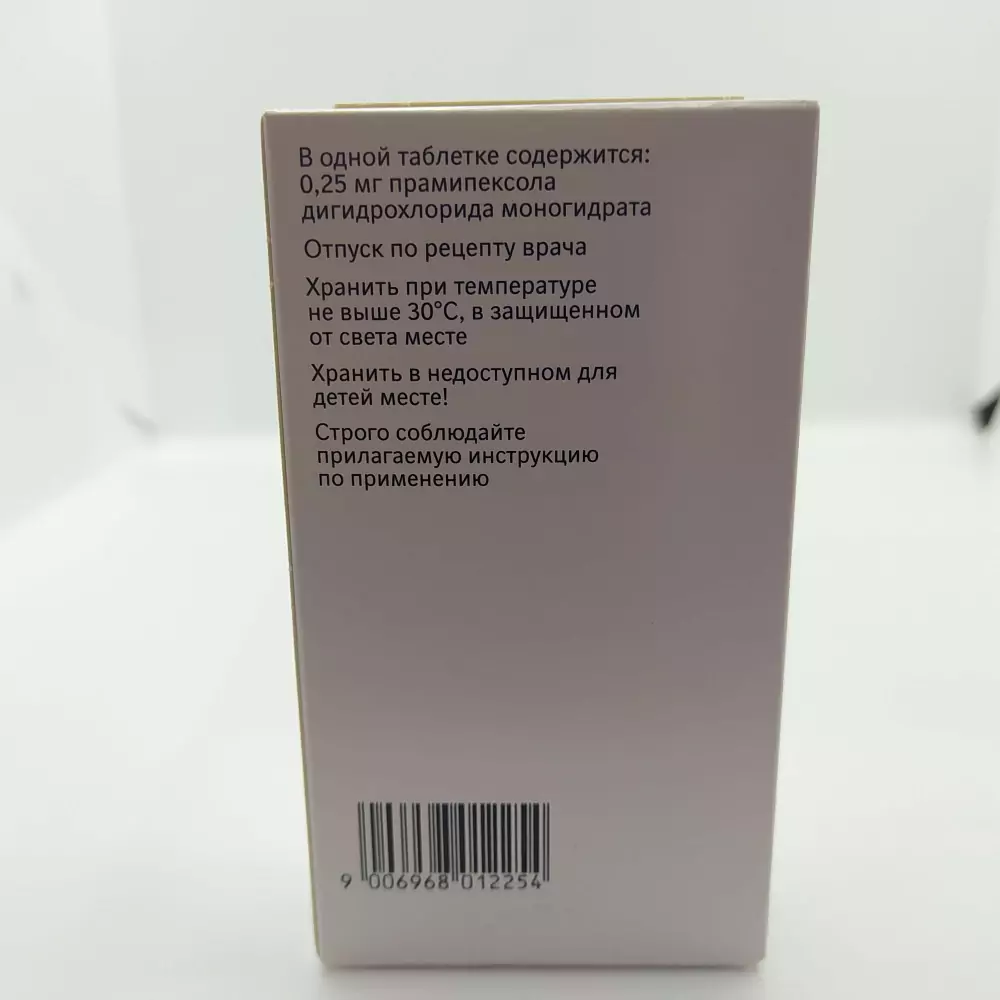 В одной таблетке содержится:
0,25 мг прамипексола
дигидрохлорида моногидрата
Отпуск по рецепту врача
Хранить при температуре
не выше 30°С, в защищенном
от света месте
Хранить в недоступном для
детей месте!
Строго соблюдайте
прилагаемую инструкцию
по применению
9 006968 012254